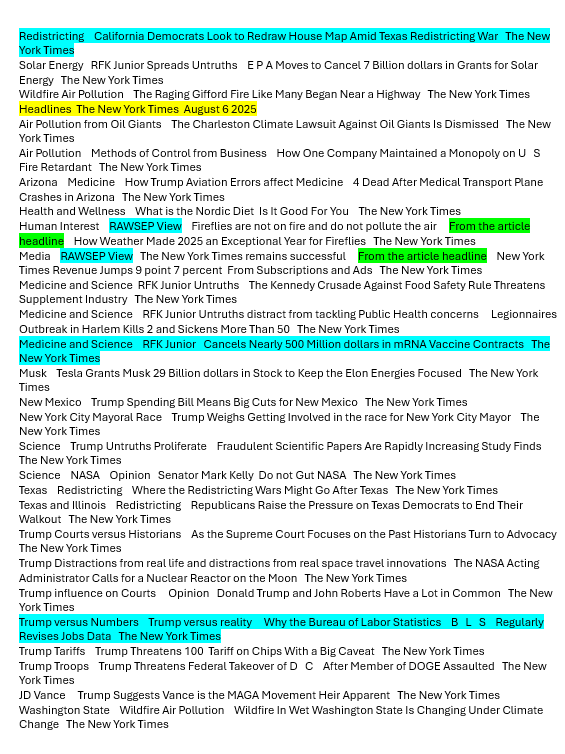 Redistricting California Democrats Look to Redraw House Map Amid Texas Redistricting War The New
York Times
Solar Energy RFK Junior Spreads Untruths E P A Moves to Cancel 7 Billion dollars in Grants for Solar
Energy The New York Times
Wildfire Air Pollution The Raging Gifford Fire Like Many Began Near a Highway The New York Times
Headlines The New York Times August 6 2025
Air Pollution from Oil Giants The Charleston Climate Lawsuit Against Oil Giants Is Dismissed The New
York Times
Air Pollution Methods of Control from Business How One Company Maintained a Monopoly on U S
Fire Retardant The New York Times
Arizona Medicine How Trump Aviation Errors affect Medicine 4 Dead After Medical Transport Plane
Crashes in Arizona The New York Times
Health and Wellness What is the Nordic Diet Is It Good For You The New York Times
Human Interest RAWSEP View Fireflies are not on fire and do not pollute the air From the article
headline How Weather Made 2025 an Exceptional Year for Fireflies The New York Times
Media RAWSEP View The New York Times remains successful From the article headline New York
Times Revenue Jumps 9 point 7 percent From Subscriptions and Ads The New York Times
Medicine and Science RFK Junior Untruths The Kennedy Crusade Against Food Safety Rule Threatens
Supplement Industry The New York Times
Medicine and Science RFK Junior Untruths distract from tackling Public Health concerns Legionnaires
Outbreak in Harlem Kills 2 and Sickens More Than 50 The New York Times
Medicine and Science RFK Junior Cancels Nearly 500 Million dollars in mRNA Vaccine Contracts The
New York Times
Musk Tesla Grants Musk 29 Billion dollars in Stock to Keep the Elon Energies Focused The New York
Times
New Mexico Trump Spending Bill Means Big Cuts for New Mexico The New York Times
New York City Mayoral Race Trump Weighs Getting Involved in the race for New York City Mayor The
New York Times
Science Trump Untruths Proliferate Fraudulent Scientific Papers Are Rapidly Increasing Study Finds
The New York Times
Science NASA Opinion Senator Mark Kelly Do not Gut NASA The New York Times
Texas Redistricting Where the Redistricting Wars Might Go After Texas The New York Times
Texas and Illinois Redistricting Republicans Raise the Pressure on Texas Democrats to End Their
Walkout The New York Times
Trump Courts versus Historians As the Supreme Court Focuses on the Past Historians Turn to Advocacy
The New York Times
Trump Distractions from real life and distractions from real space travel innovations The NASA Acting
Administrator Calls for a Nuclear Reactor on the Moon The New York Times
Trump influence on Courts Opinion Donald Trump and John Roberts Have a Lot in Common The New
York Times
Trump versus Numbers Trump versus reality Why the Bureau of Labor Statistics B L S Regularly
Revises Jobs Data The New York Times
Trump Tariffs Trump Threatens 100 Tariff on Chips With a Big Caveat The New York Times
Trump Troops Trump Threatens Federal Takeover of D C After Member of DOGE Assaulted The New
York Times
JD Vance Trump Suggests Vance is the MAGA Movement Heir Apparent The New York Times
Washington State Wildfire Air Pollution Wildfire In Wet Washington State Is Changing Under Climate
Change The New York Times